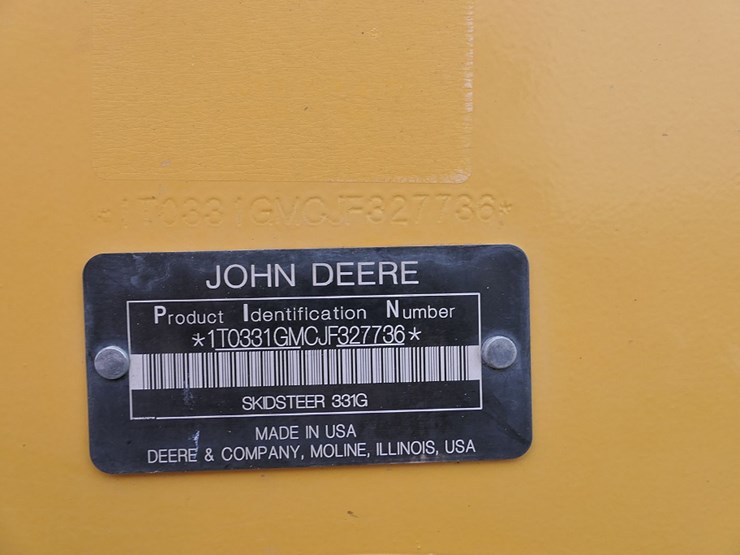 *1T0331GMCJF327736*
JOHN DEERE
Product Identification Number
*1T0331GMCJF327736*
SKIDSTEER 331G
MADE IN USA
DEERE & COMPANY, MOLINE, ILLINOIS, USA